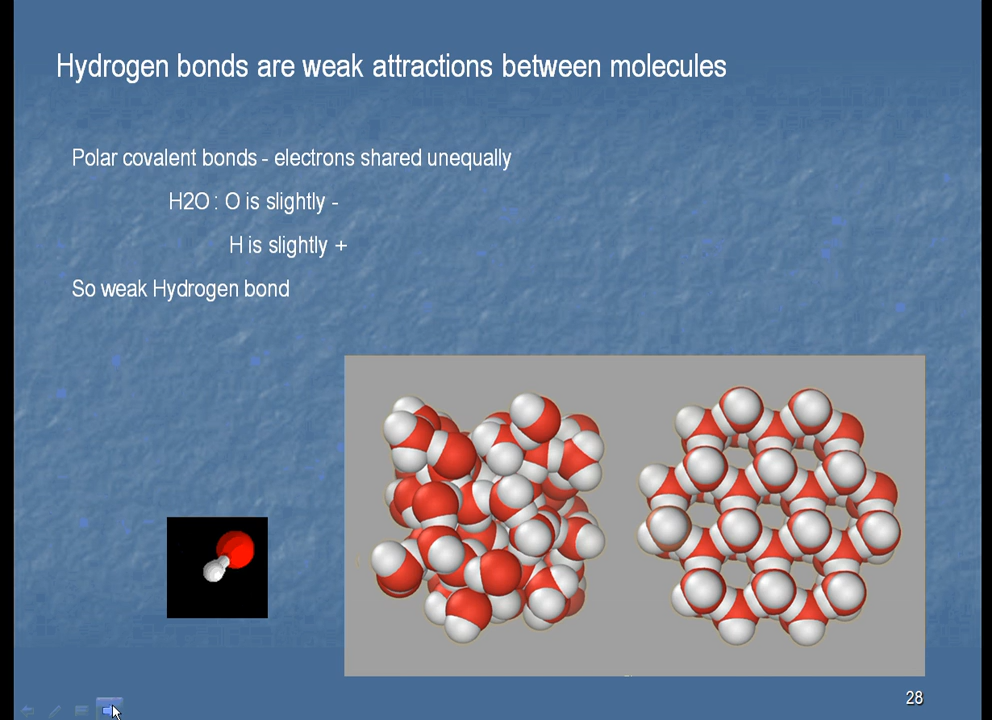 Hydrogen bonds are weak attractions between molecules
Polar covalent bonds - electrons shared unequally
H2O : O is slightly -
H is slightly +
So weak Hydrogen bond
28